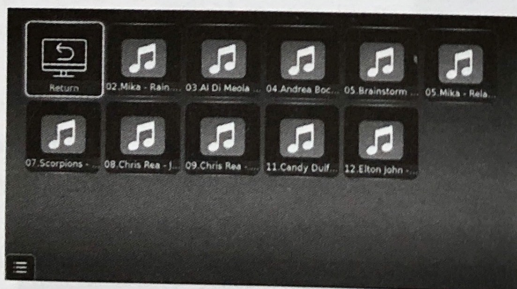 Return
02.Mika - Rain....
03.Al Di Meola ...
04.Andrea Boc...
05.Brainstorm ...
05.Mika - Rela...
07.Scorpions - ...
08.Chris Rea - J...
09.Chris Rea - ...
11.Candy Dulf...
12.Elton John - ...